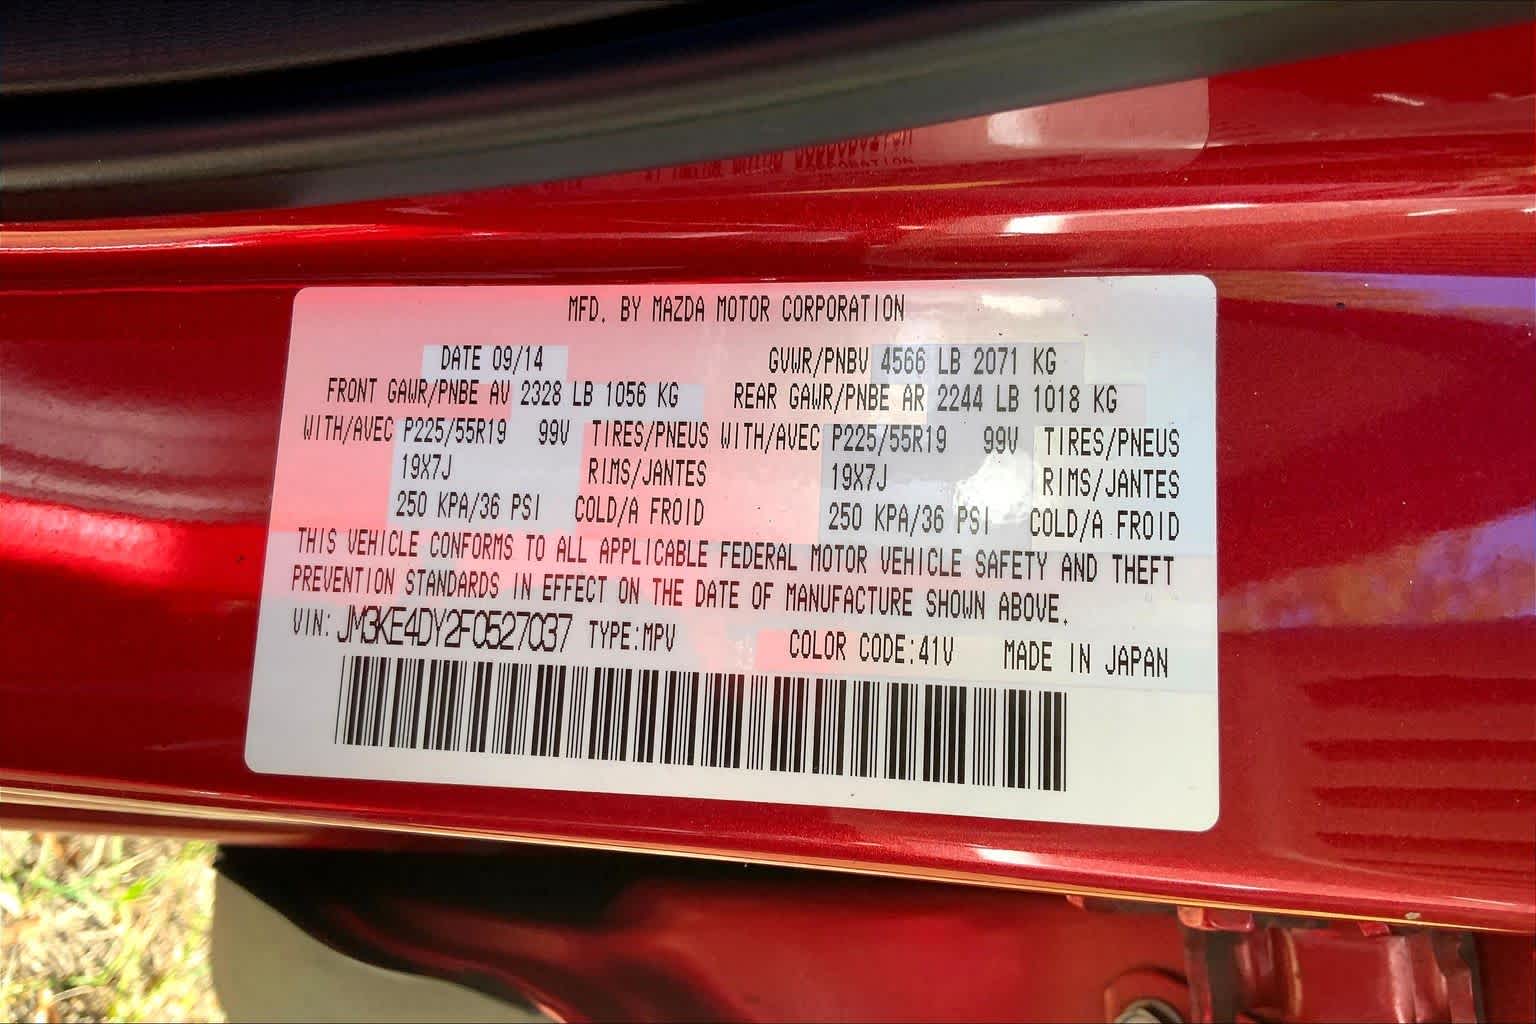 MFD. BY MAZDA MOTOR CORPORATION
DATE 09/14 GVWR/PNBV 4566 LB 2071 KG
FRONT GAWR/PNBE AV 2328 LB 1056 KG REAR GAWR/PNBE AR 2244 LB 1018 KG
WITH/AVEC P225/55R19 99V TIRES/PNEUS WITH/AVEC P225/55R19 99V TIRES/PNEUS
19X7J RIMS/JANTES 19X7J RIMS/JANTES
250 KPA/36 PSI COLD/A FROID 250 KPA/36 PSI COLD/A FROID
THIS VEHICLE CONFORMS TO ALL APPLICABLE FEDERAL MOTOR VEHICLE SAFETY AND THEFT
PREVENTION STANDARDS IN EFFECT ON THE DATE OF MANUFACTURE SHOWN ABOVE.
VIN: JM3KE4DY2F0527037 TYPE:MPV COLOR CODE:41V MADE IN JAPAN